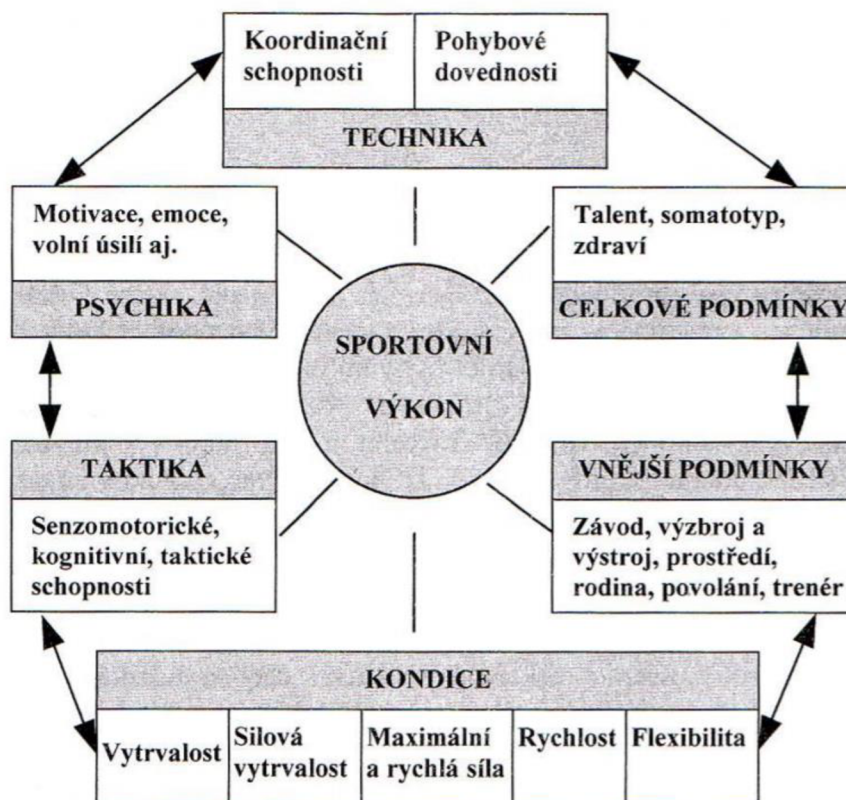 Koordinační
schopnosti
Pohybové
dovednosti
TECHNIKA
Motivace, emoce,
volní úsilí aj.
PSYCHIKA
Talent, somatotyp,
zdraví
CELKOVÉ PODMÍNKY
SPORTOVNÍ
VÝKON
TAKTIKA
Senzomotorické,
kognitivní, taktické
schopnosti
VNĚJŠÍ PODMÍNKY
Závod, výzbroj a
výstroj, prostředí,
rodina, povolání, trenér
KONDICE
Vytrvalost
Silová
vytrvalost
Maximální
a rychlá síla
Rychlost
Flexibilita